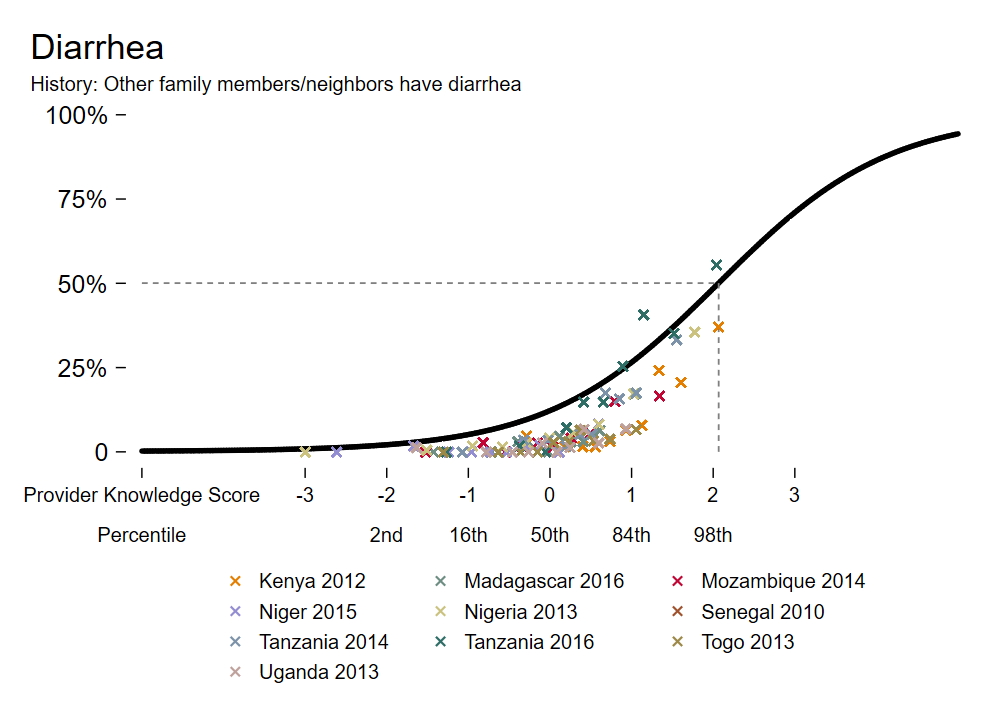 Diarrhea
History: Other family members/neighbors have diarrhea
100%
75%
50%
25%
0
Provider Knowledge Score -3 -2 -1 0 1 2 3
Percentile 2nd 16th 50th 84th 98th
Kenya 2012 Madagascar 2016 Mozambique 2014
Niger 2015 Nigeria 2013 Senegal 2010
Tanzania 2014 Tanzania 2016 Togo 2013
Uganda 2013